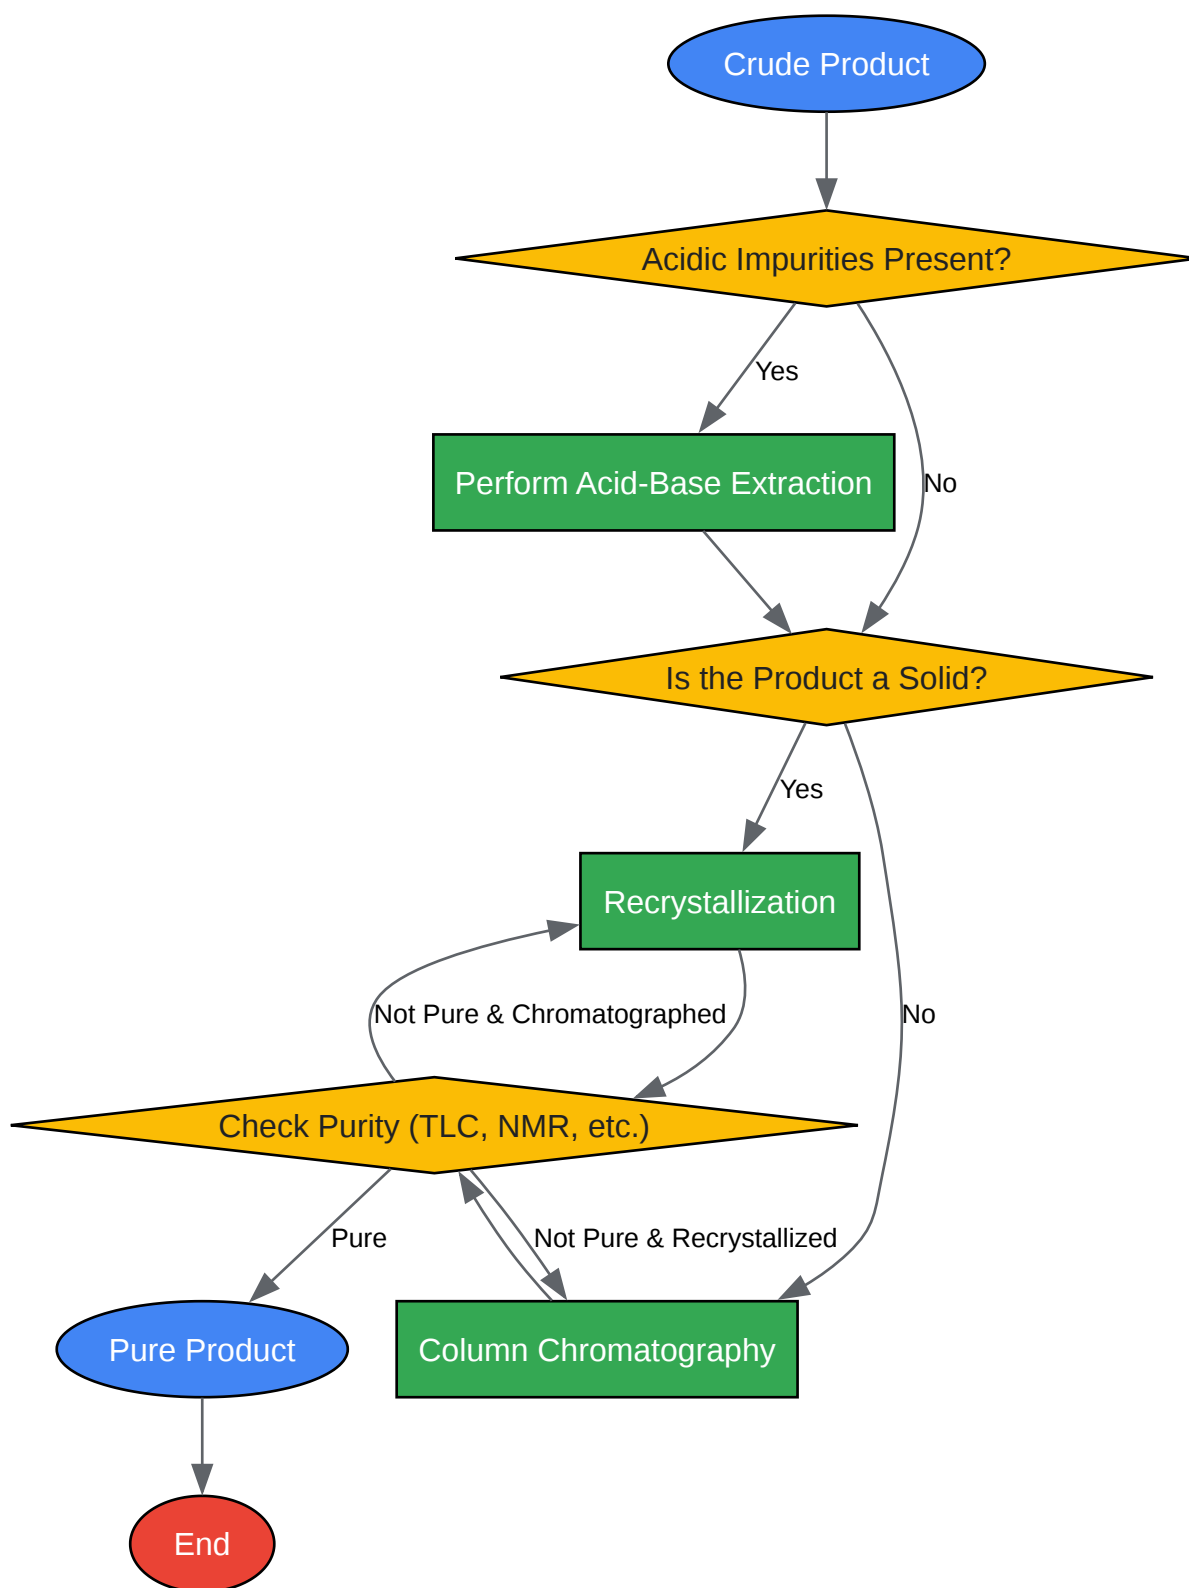 Crude Product
Acidic Impurities Present?
Yes
Perform Acid-Base Extraction
No
Is the Product a Solid?
Yes
Recrystallization
Not Pure & Chromatographed
No
Check Purity (TLC, NMR, etc.)
Pure
Not Pure & Recrystallized
Pure Product
Column Chromatography
End